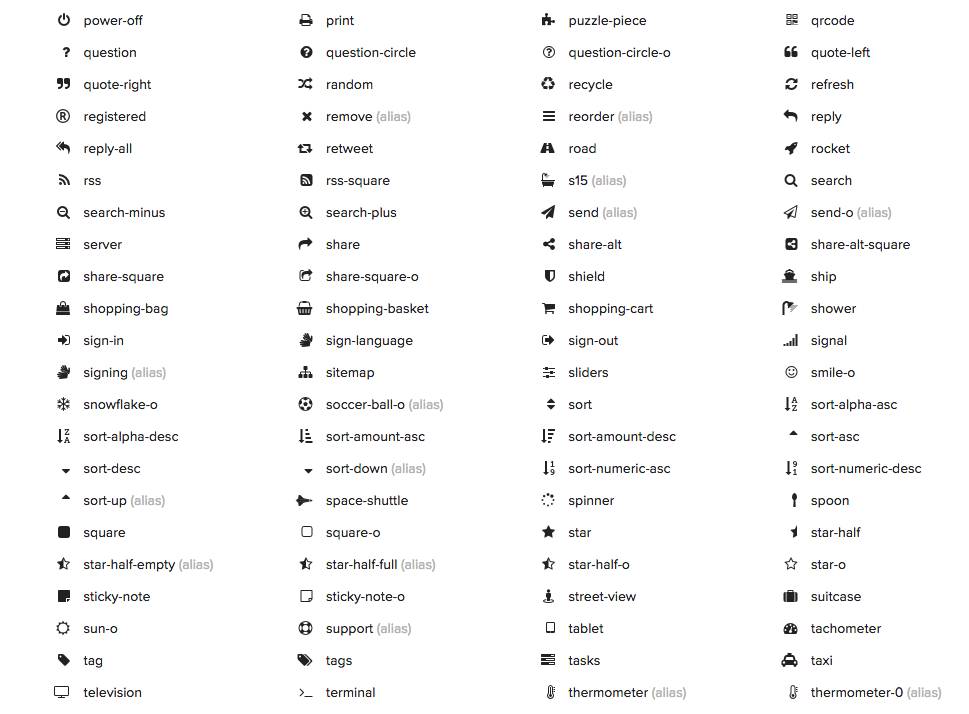 power-off print puzzle-piece qrcode
question question-circle question-circle-o quote-left
quote-right random recycle refresh
registered remove (alias) reorder (alias) reply
reply-all retweet road rocket
rss rss-square s15 (alias) search
search-minus search-plus send (alias) send-o (alias)
server share share-alt share-alt-square
share-square share-square-o shield ship
shopping-bag shopping-basket shopping-cart shower
sign-in sign-language sign-out signal
signing (alias) sitemap sliders smile-o
snowflake-o soccer-ball-o (alias) sort sort-alpha-asc
sort-alpha-desc sort-amount-asc sort-amount-desc sort-asc
sort-desc sort-down (alias) sort-numeric-asc sort-numeric-desc
sort-up (alias) space-shuttle spinner spoon
square square-o star star-half
star-half-empty (alias) star-half-full (alias) star-half-o star-o
sticky-note sticky-note-o street-view suitcase
sun-o support (alias) tablet tachometer
tag tags tasks taxi
television terminal thermometer (alias) thermometer-0 (alias)